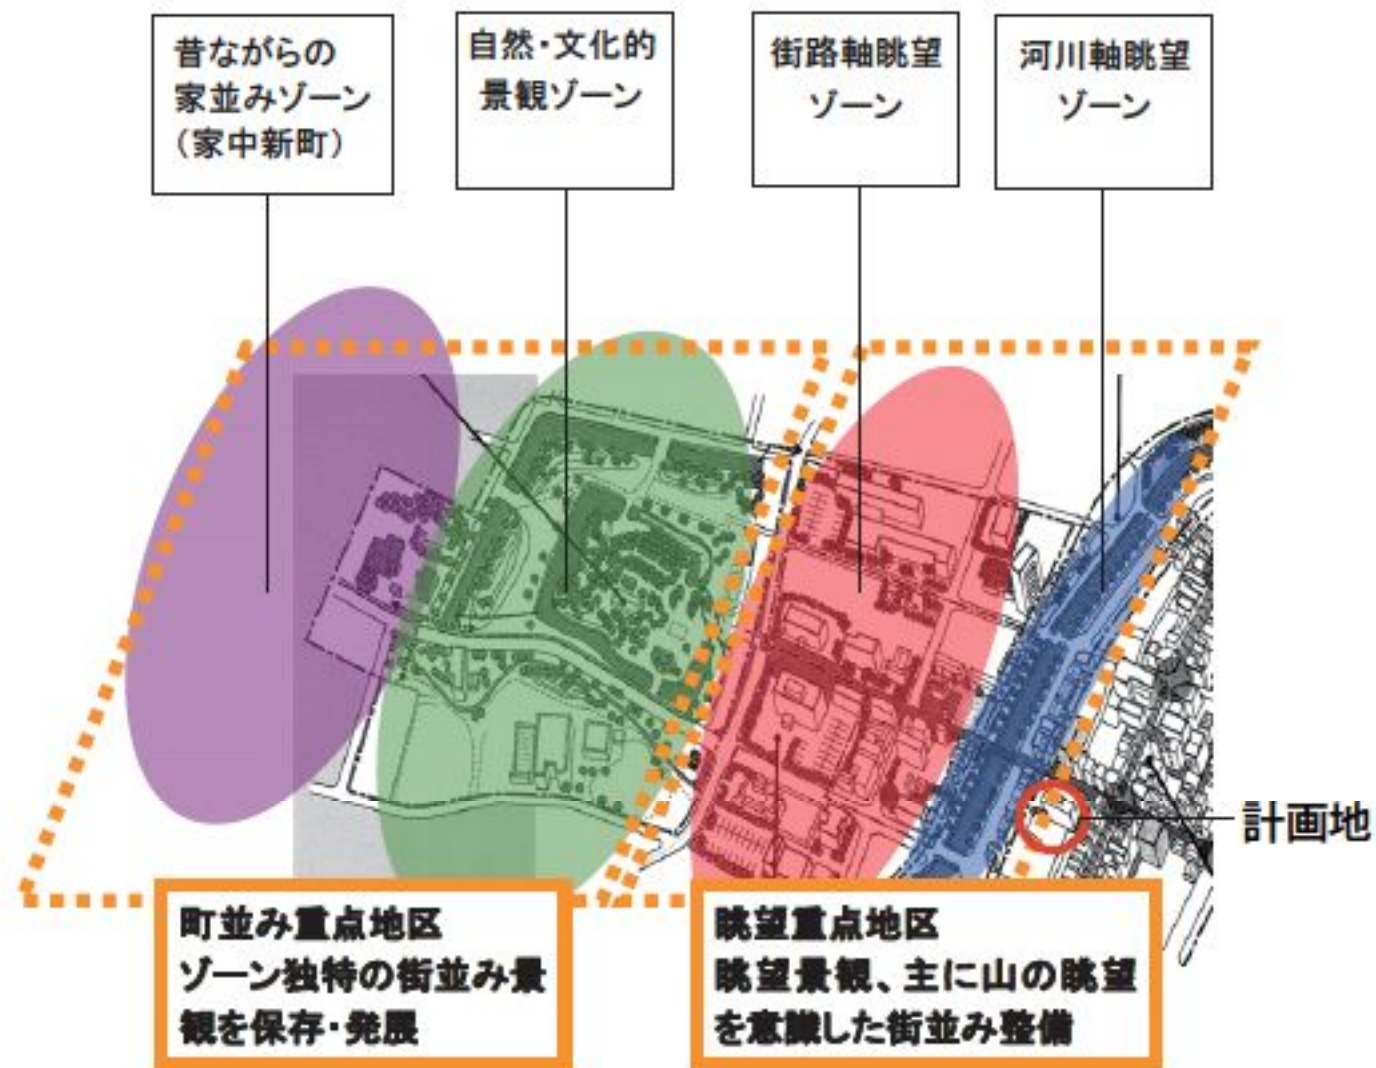 昔ながらの
家並みゾーン
（家中新町）
自然・文化的
景観ゾーン
街路軸眺望
ゾーン
河川軸眺望
ゾーン
計画地
町並み重点地区
ゾーン独特の街並み景
観を保存・発展
眺望重点地区
眺望景観、主に山の眺望
を意識した街並み整備